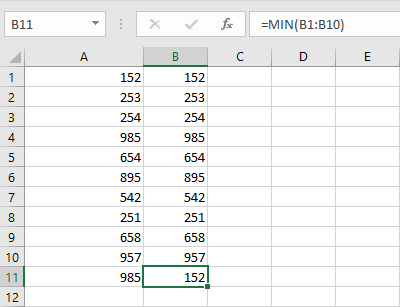 B11 fx =MIN(B1:B10)
A B C D E
1 152 152
2 253 253
3 254 254
4 985 985
5 654 654
6 895 895
7 542 542
8 251 251
9 658 658
10 957 957
11 985 152
12